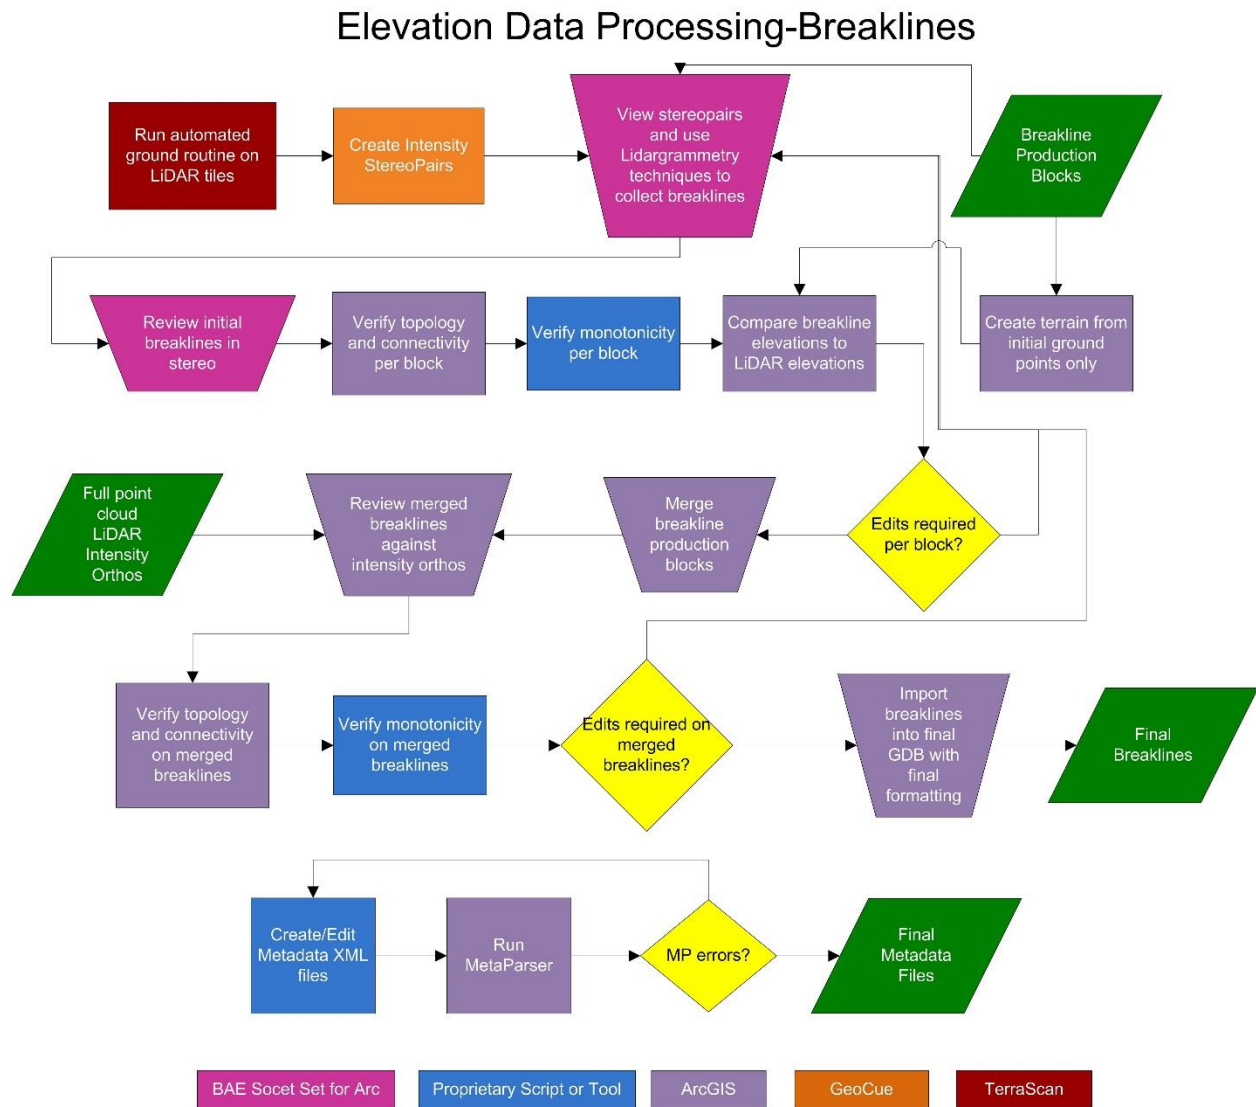 Elevation Data Processing-Breaklines
Run automated
ground routine on
LiDAR tiles
Create Intensity
StereoPairs
View stereopairs
and use
Lidargrammetry
techniques to
collect breaklines
Breakline
Production
Blocks
Review initial
breaklines in
stereo
Verify topology
and connectivity
per block
Verify monotonicity
per block
Compare breakline
elevations to
LiDAR elevations
Create terrain from
initial ground
points only
Full point
cloud
LiDAR
Intensity
Orthos
Review merged
breaklines
against
intensity orthos
Merge
breakline
production
blocks
Edits required
per block?
Verify topology
and connectivity
on merged
breaklines
Verify monotonicity
on merged
breaklines
Edits required on
merged
breaklines?
Import
breaklines
into final
GDB with
final
formatting
Final
Breaklines
Create/Edit
Metadata XML
files
Run
MetaParser
MP errors?
Final
Metadata
Files
BAE Socet Set for Arc
Proprietary Script or Tool
ArcGIS
GeoCue
TerraScan